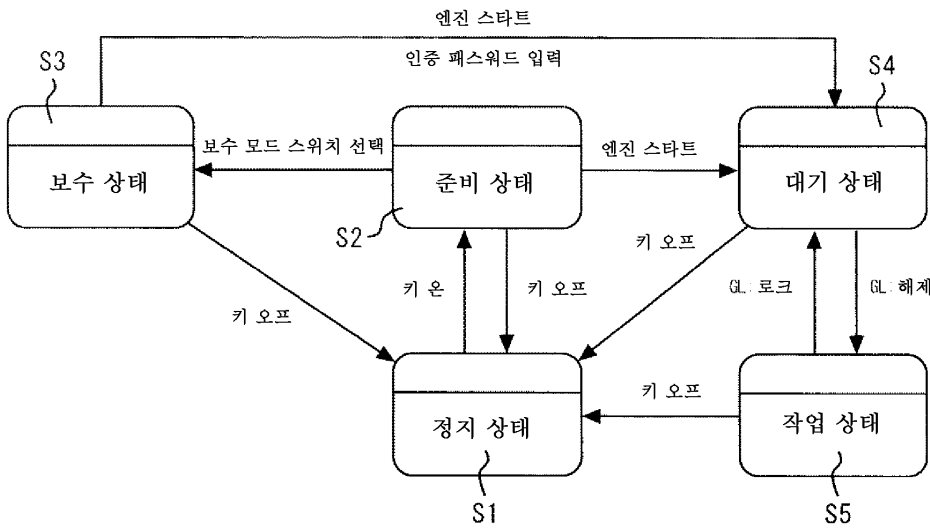 엔진 스타트
인증 패스워드 입력
S3
S4
보수 모드 스위치 선택
엔진 스타트
보수 상태
준비 상태
대기 상태
S2
키 오프
키 온
키 오프
GL:로크
GL:해제
키 오프
키 오프
정지 상태
작업 상태
S1
S5